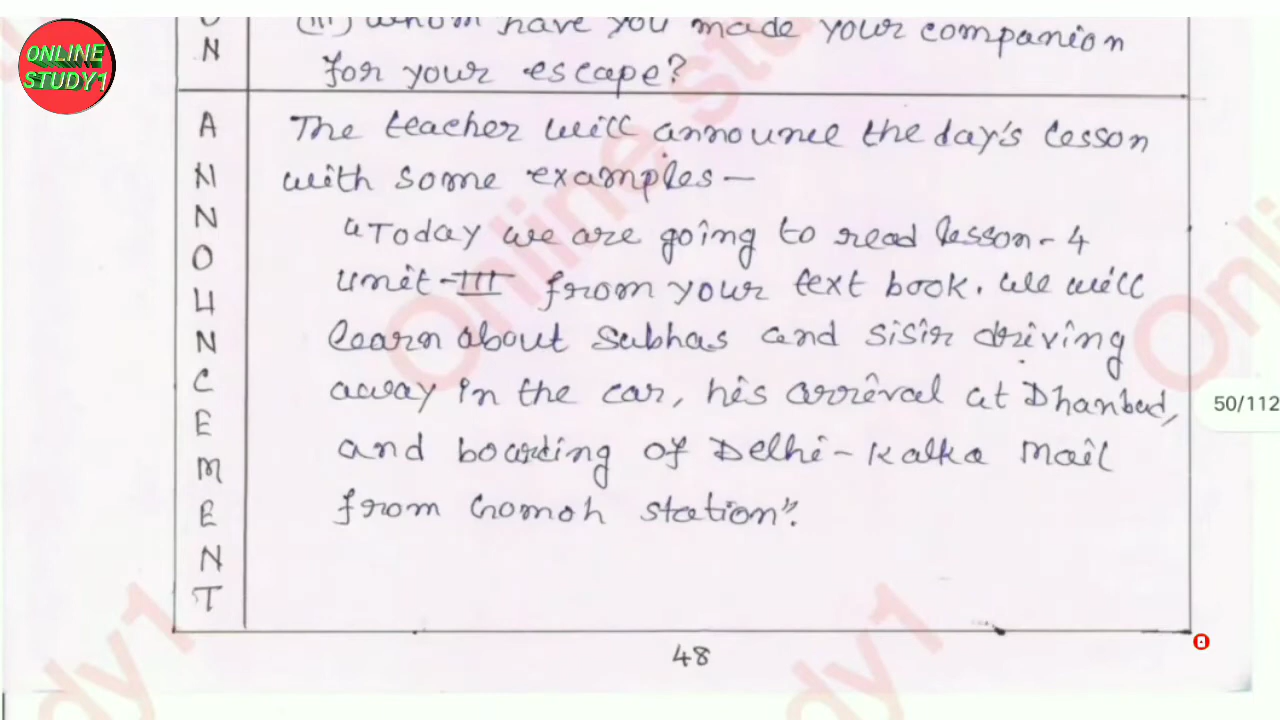 ONLINE
STUDY1
(iii) whom have you made your companion
for your escape?
O
N
The teacher will announce the day's lesson
with some examples —
"Today we are going to read lesson - 4
Unit - III from your text book. We will
learn about Subhas and Sisir driving
away in the car, his arrival at Dhanbad,
and boarding of Delhi - Kalka Mail
from Gomoh station".
A
N
N
O
U
N
C
E
M
E
N
T
50/112
48